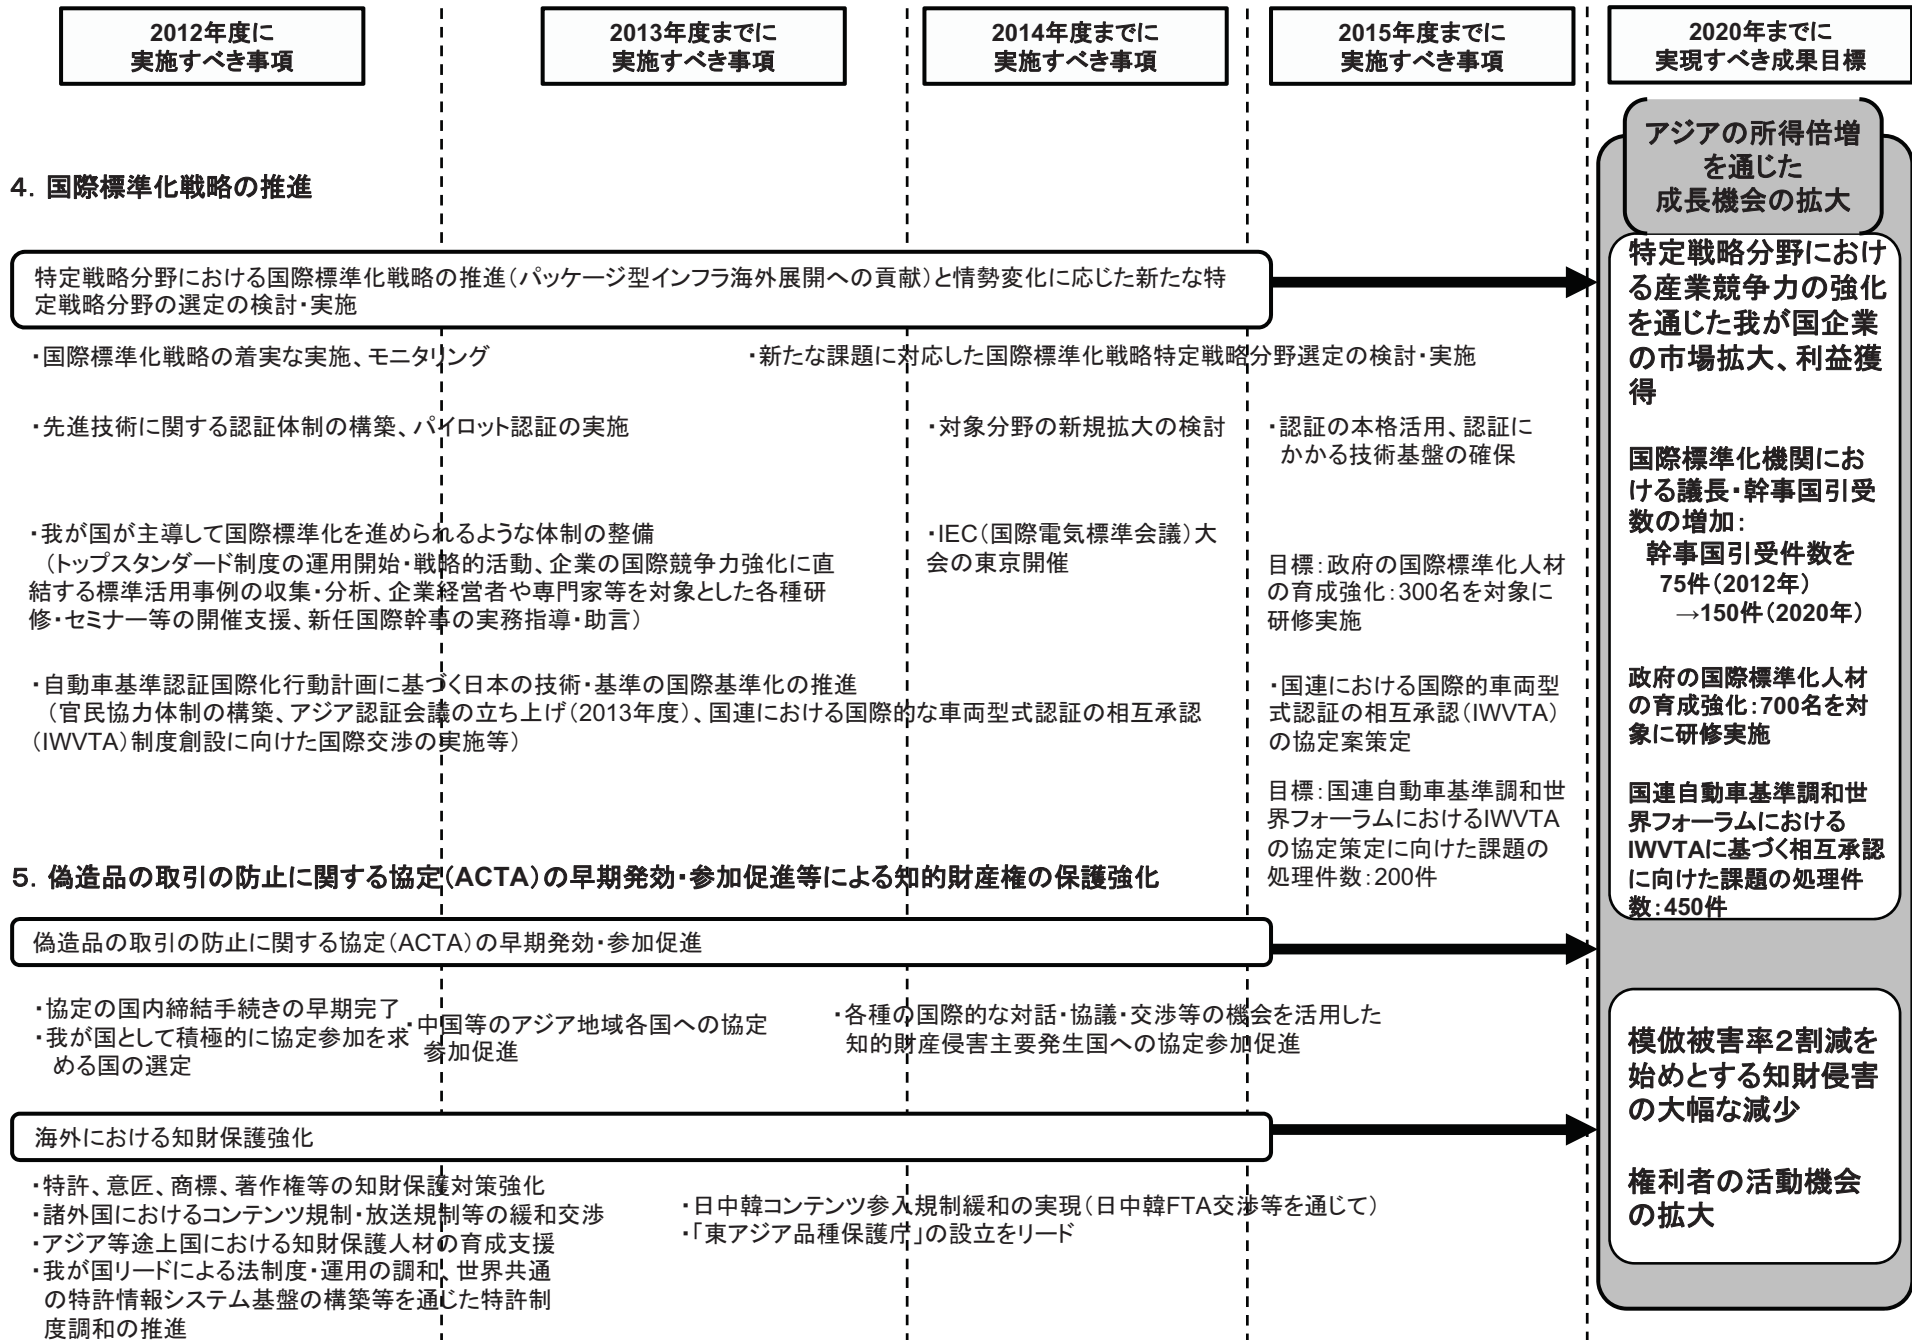 2012年度に
実施すべき事項
2013年度までに
実施すべき事項
2014年度までに
実施すべき事項
2015年度までに
実施すべき事項
2020年までに
実現すべき成果目標
アジアの所得倍増
を通じた
成長機会の拡大
4．国際標準化戦略の推進
特定戦略分野における国際標準化戦略の推進（パッケージ型インフラ海外展開への貢献）と情勢変化に応じた新たな特
定戦略分野の選定の検討・実施
・国際標準化戦略の着実な実施、モニタリング
・新たな課題に対応した国際標準化戦略特定戦略分野選定の検討・実施
・先進技術に関する認証体制の構築、パイロット認証の実施
・対象分野の新規拡大の検討
・認証の本格活用、認証に
かかる技術基盤の確保
・我が国が主導して国際標準化を進められるような体制の整備
（トップスタンダード制度の運用開始・戦略的活動、企業の国際競争力強化に直
結する標準活用事例の収集・分析、企業経営者や専門家等を対象とした各種研
修・セミナー等の開催支援、新任国際幹事の実務指導・助言）
・IEC（国際電気標準会議）大
会の東京開催
目標：政府の国際標準化人材
の育成強化：300名を対象に
研修実施
・自動車基準認証国際化行動計画に基づく日本の技術・基準の国際基準化の推進
（官民協力体制の構築、アジア認証会議の立ち上げ（2013年度）、国連における国際的な車両型式認証の相互承認
（IWVTA）制度創設に向けた国際交渉の実施等）
・国連における国際的車両型
式認証の相互承認（IWVTA）
の協定案策定
目標：国連自動車基準調和世
界フォーラムにおけるIWVTA
の協定策定に向けた課題の
処理件数：200件
特定戦略分野におけ
る産業競争力の強化
を通じた我が国企業
の市場拡大、利益獲
得
国際標準化機関にお
ける議長・幹事国引受
数の増加：
幹事国引受件数を
75件（2012年）
→150件（2020年）
政府の国際標準化人材
の育成強化：700名を対
象に研修実施
国連自動車基準調和世
界フォーラムにおける
IWVTAに基づく相互承認
に向けた課題の処理件
数：450件
5．偽造品の取引の防止に関する協定（ACTA）の早期発効・参加促進等による知的財産権の保護強化
偽造品の取引の防止に関する協定（ACTA）の早期発効・参加促進
・協定の国内締結手続きの早期完了
・我が国として積極的に協定参加を求
める国の選定
・中国等のアジア地域各国への協定
参加促進
・各種の国際的な対話・協議・交渉等の機会を活用した
知的財産侵害主要発生国への協定参加促進
海外における知財保護強化
・特許、意匠、商標、著作権等の知財保護対策強化
・諸外国におけるコンテンツ規制・放送規制等の緩和交渉
・アジア等途上国における知財保護人材の育成支援
・我が国リードによる法制度・運用の調和、世界共通
の特許情報システム基盤の構築等を通じた特許制
度調和の推進
・日中韓コンテンツ参入規制緩和の実現（日中韓FTA交渉等を通じて）
・「東アジア品種保護庁」の設立をリード
模倣被害率2割減を
始めとする知財侵害
の大幅な減少
権利者の活動機会
の拡大